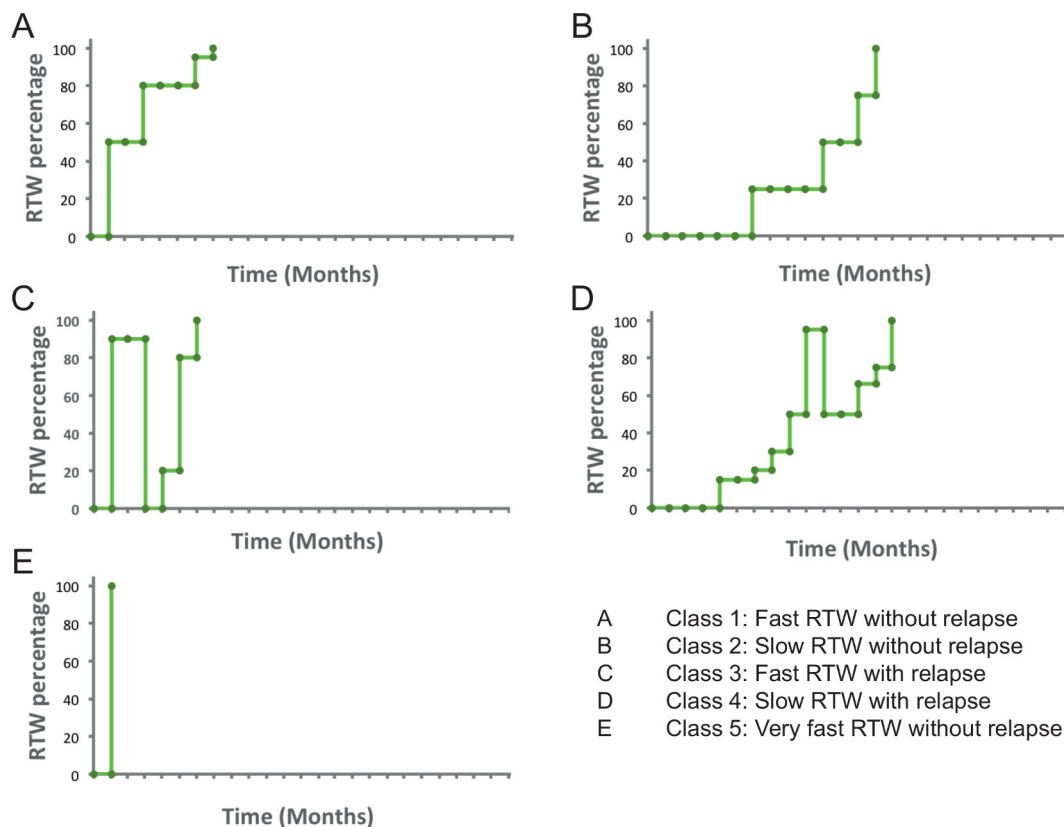 A
RTW percentage
100
80
60
40
20
0
Time (Months)
B
RTW percentage
100
80
60
40
20
0
Time (Months)
C
RTW percentage
100
80
60
40
20
0
Time (Months)
D
RTW percentage
100
80
60
40
20
0
Time (Months)
E
RTW percentage
100
80
60
40
20
0
Time (Months)
A Class 1: Fast RTW without relapse
B Class 2: Slow RTW without relapse
C Class 3: Fast RTW with relapse
D Class 4: Slow RTW with relapse
E Class 5: Very fast RTW without relapse